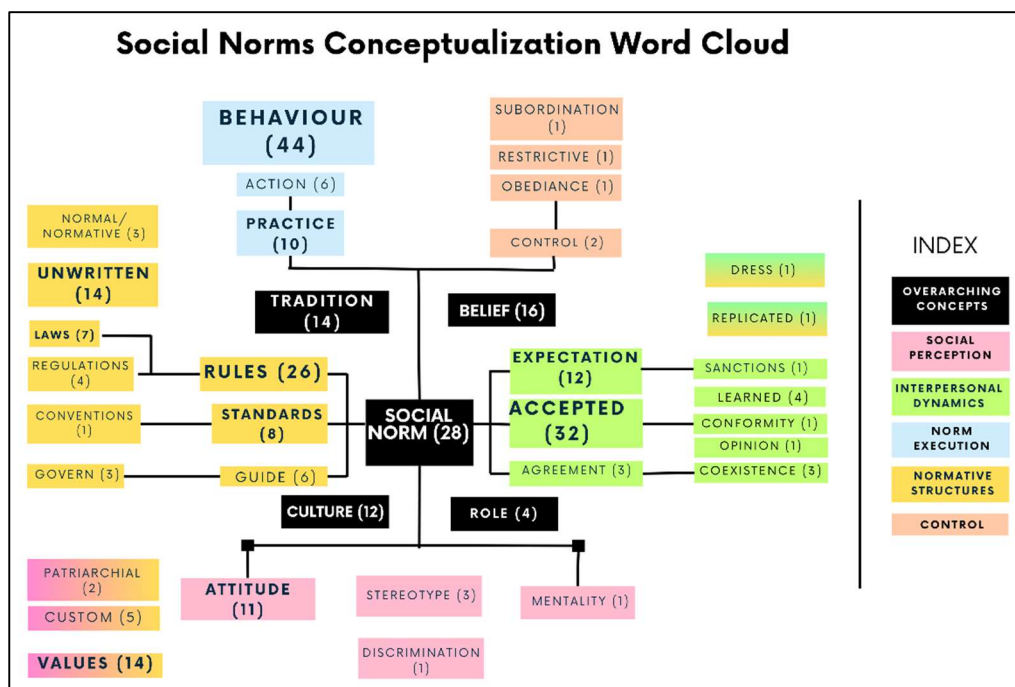 Social Norms Conceptualization Word Cloud
BEHAVIOUR
(44)
ACTION (6)
PRACTICE
(10)
SUBORDINATION
(1)
RESTRICTIVE (1)
OBEDIANCE (1)
CONTROL (2)
NORMAL/
NORMATIVE (3)
UNWRITTEN
(14)
LAWS (7)
REGULATIONS
(4)
CONVENTIONS
(1)
GOVERN (3)
RULES (26)
STANDARDS
(8)
GUIDE (6)
TRADITION
(14)
BELIEF (16)
SOCIAL
NORM (28)
CULTURE (12)
ROLE (4)
EXPECTATION
(12)
ACCEPTED
(32)
AGREEMENT (3)
DRESS (1)
REPLICATED (1)
SANCTIONS (1)
LEARNED (4)
CONFORMITY (1)
OPINION (1)
COEXISTENCE (3)
PATRIARCHIAL
(2)
CUSTOM (5)
VALUES (14)
ATTITUDE
(11)
STEREOTYPE (3)
DISCRIMINATION
(1)
MENTALITY (1)
INDEX
OVERARCHING
CONCEPTS
SOCIAL
PERCEPTION
INTERPERSONAL
DYNAMICS
NORM
EXECUTION
NORMATIVE
STRUCTURES
CONTROL